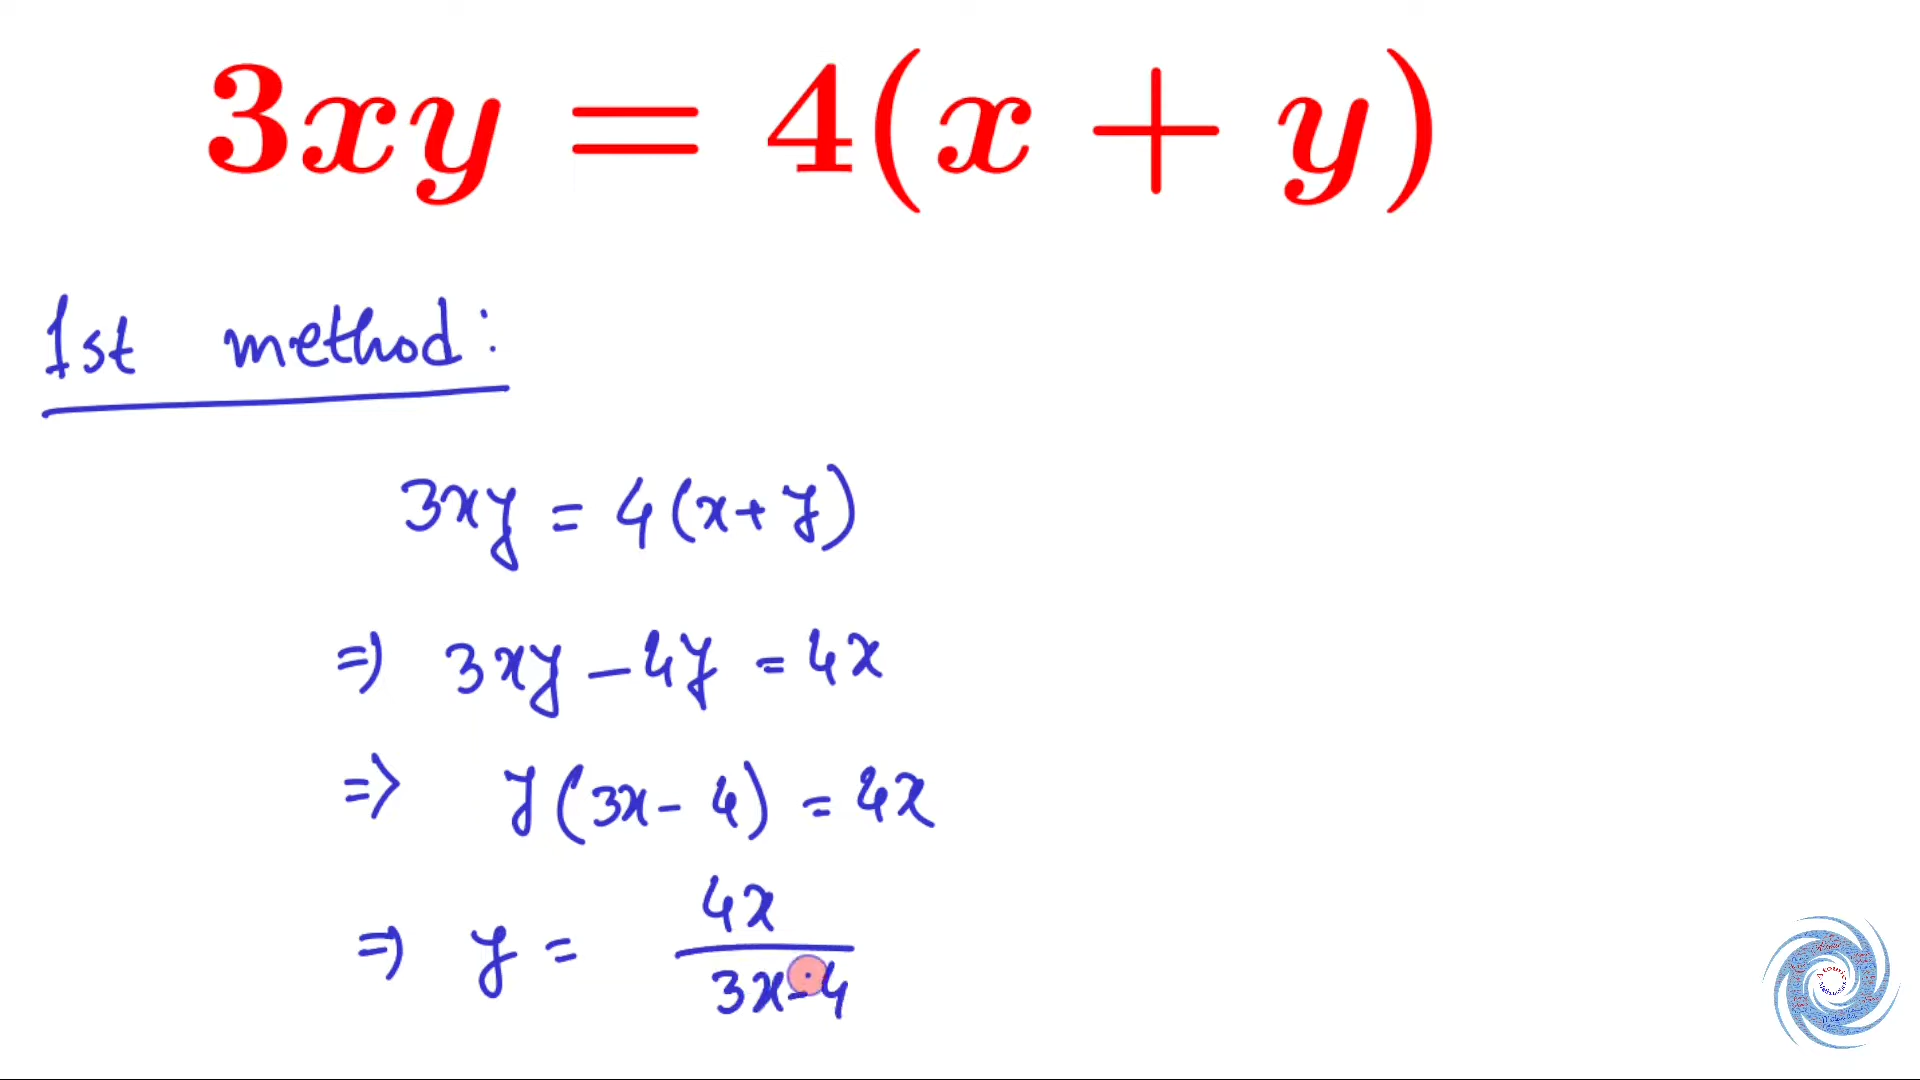 3xy = 4(x + y)
1st method:
3xy = 4(x+y)
⇒ 3xy - 4y = 4x
⇒ y(3x - 4) = 4x
⇒ y = 4x / 3x-4